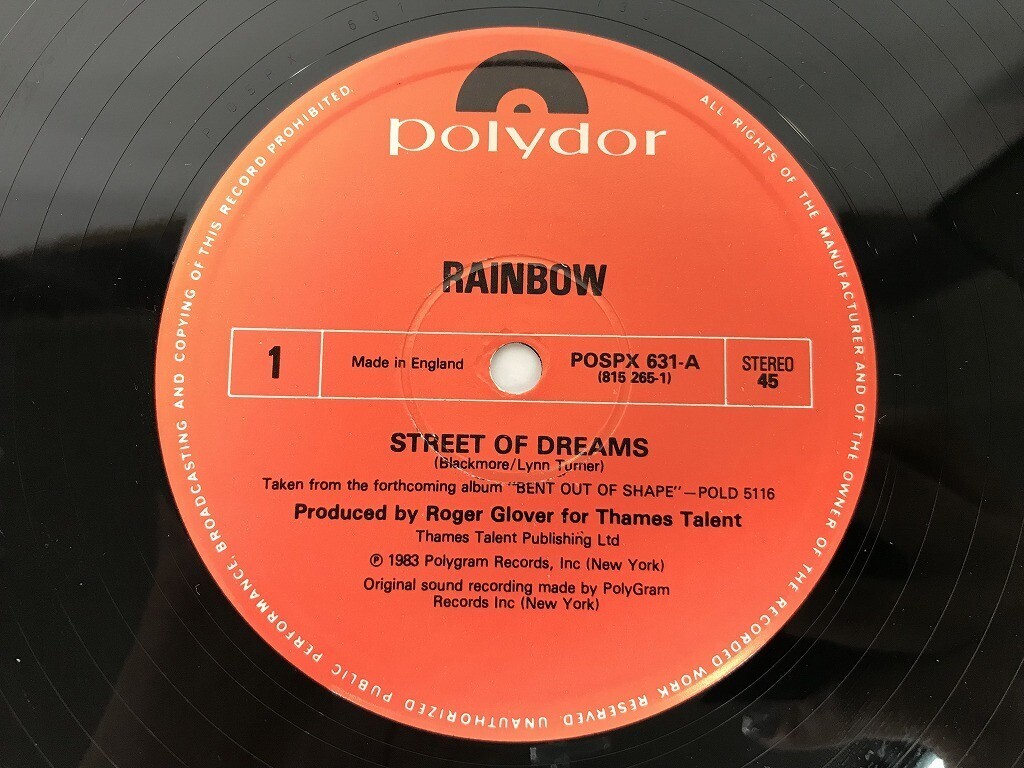 polydor
RAINBOW
1
Made in England
POSPX 631-A
(815 265-1)
STEREO
45
STREET OF DREAMS
(Blackmore/Lynn Turner)
Taken from the forthcoming album "BENT OUT OF SHAPE"—POLD 5116
Produced by Roger Glover for Thames Talent
Thames Talent Publishing Ltd
℗ 1983 Polygram Records, Inc (New York)
Original sound recording made by PolyGram
Records Inc (New York)
ALL RIGHTS OF THE MANUFACTURER AND OF THE OWNER OF THE RECORDED WORK RESERVED. UNAUTHORIZED PUBLIC PERFORMANCE, BROADCASTING AND COPYING OF THIS RECORD PROHIBITED.